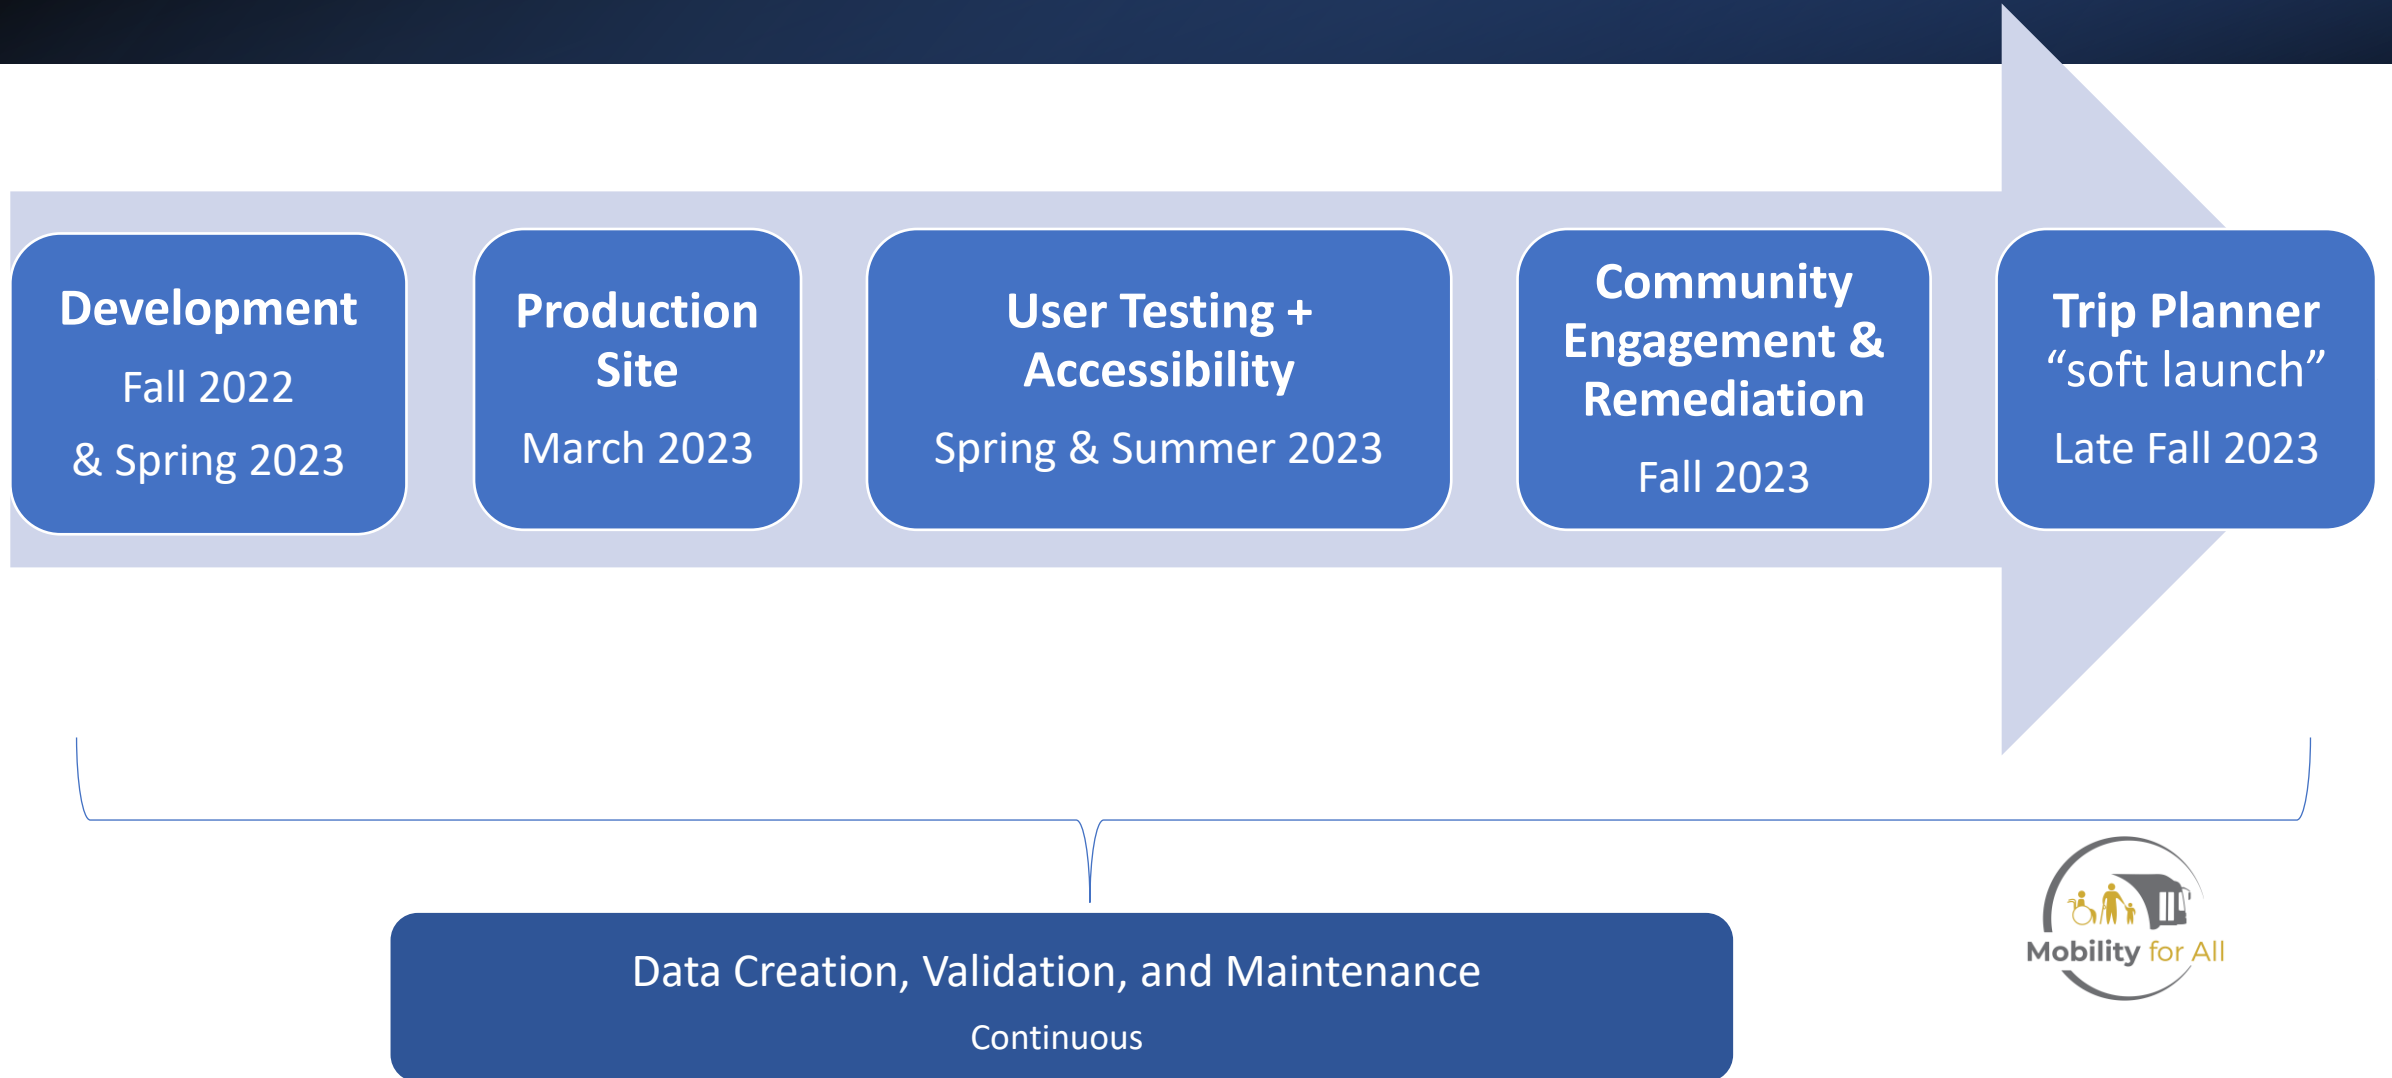 Development
Fall 2022
& Spring 2023
Production
Site
March 2023
User Testing +
Accessibility
Spring & Summer 2023
Community
Engagement &
Remediation
Fall 2023
Trip Planner
“soft launch”
Late Fall 2023
Data Creation, Validation, and Maintenance
Continuous
Mobility for All